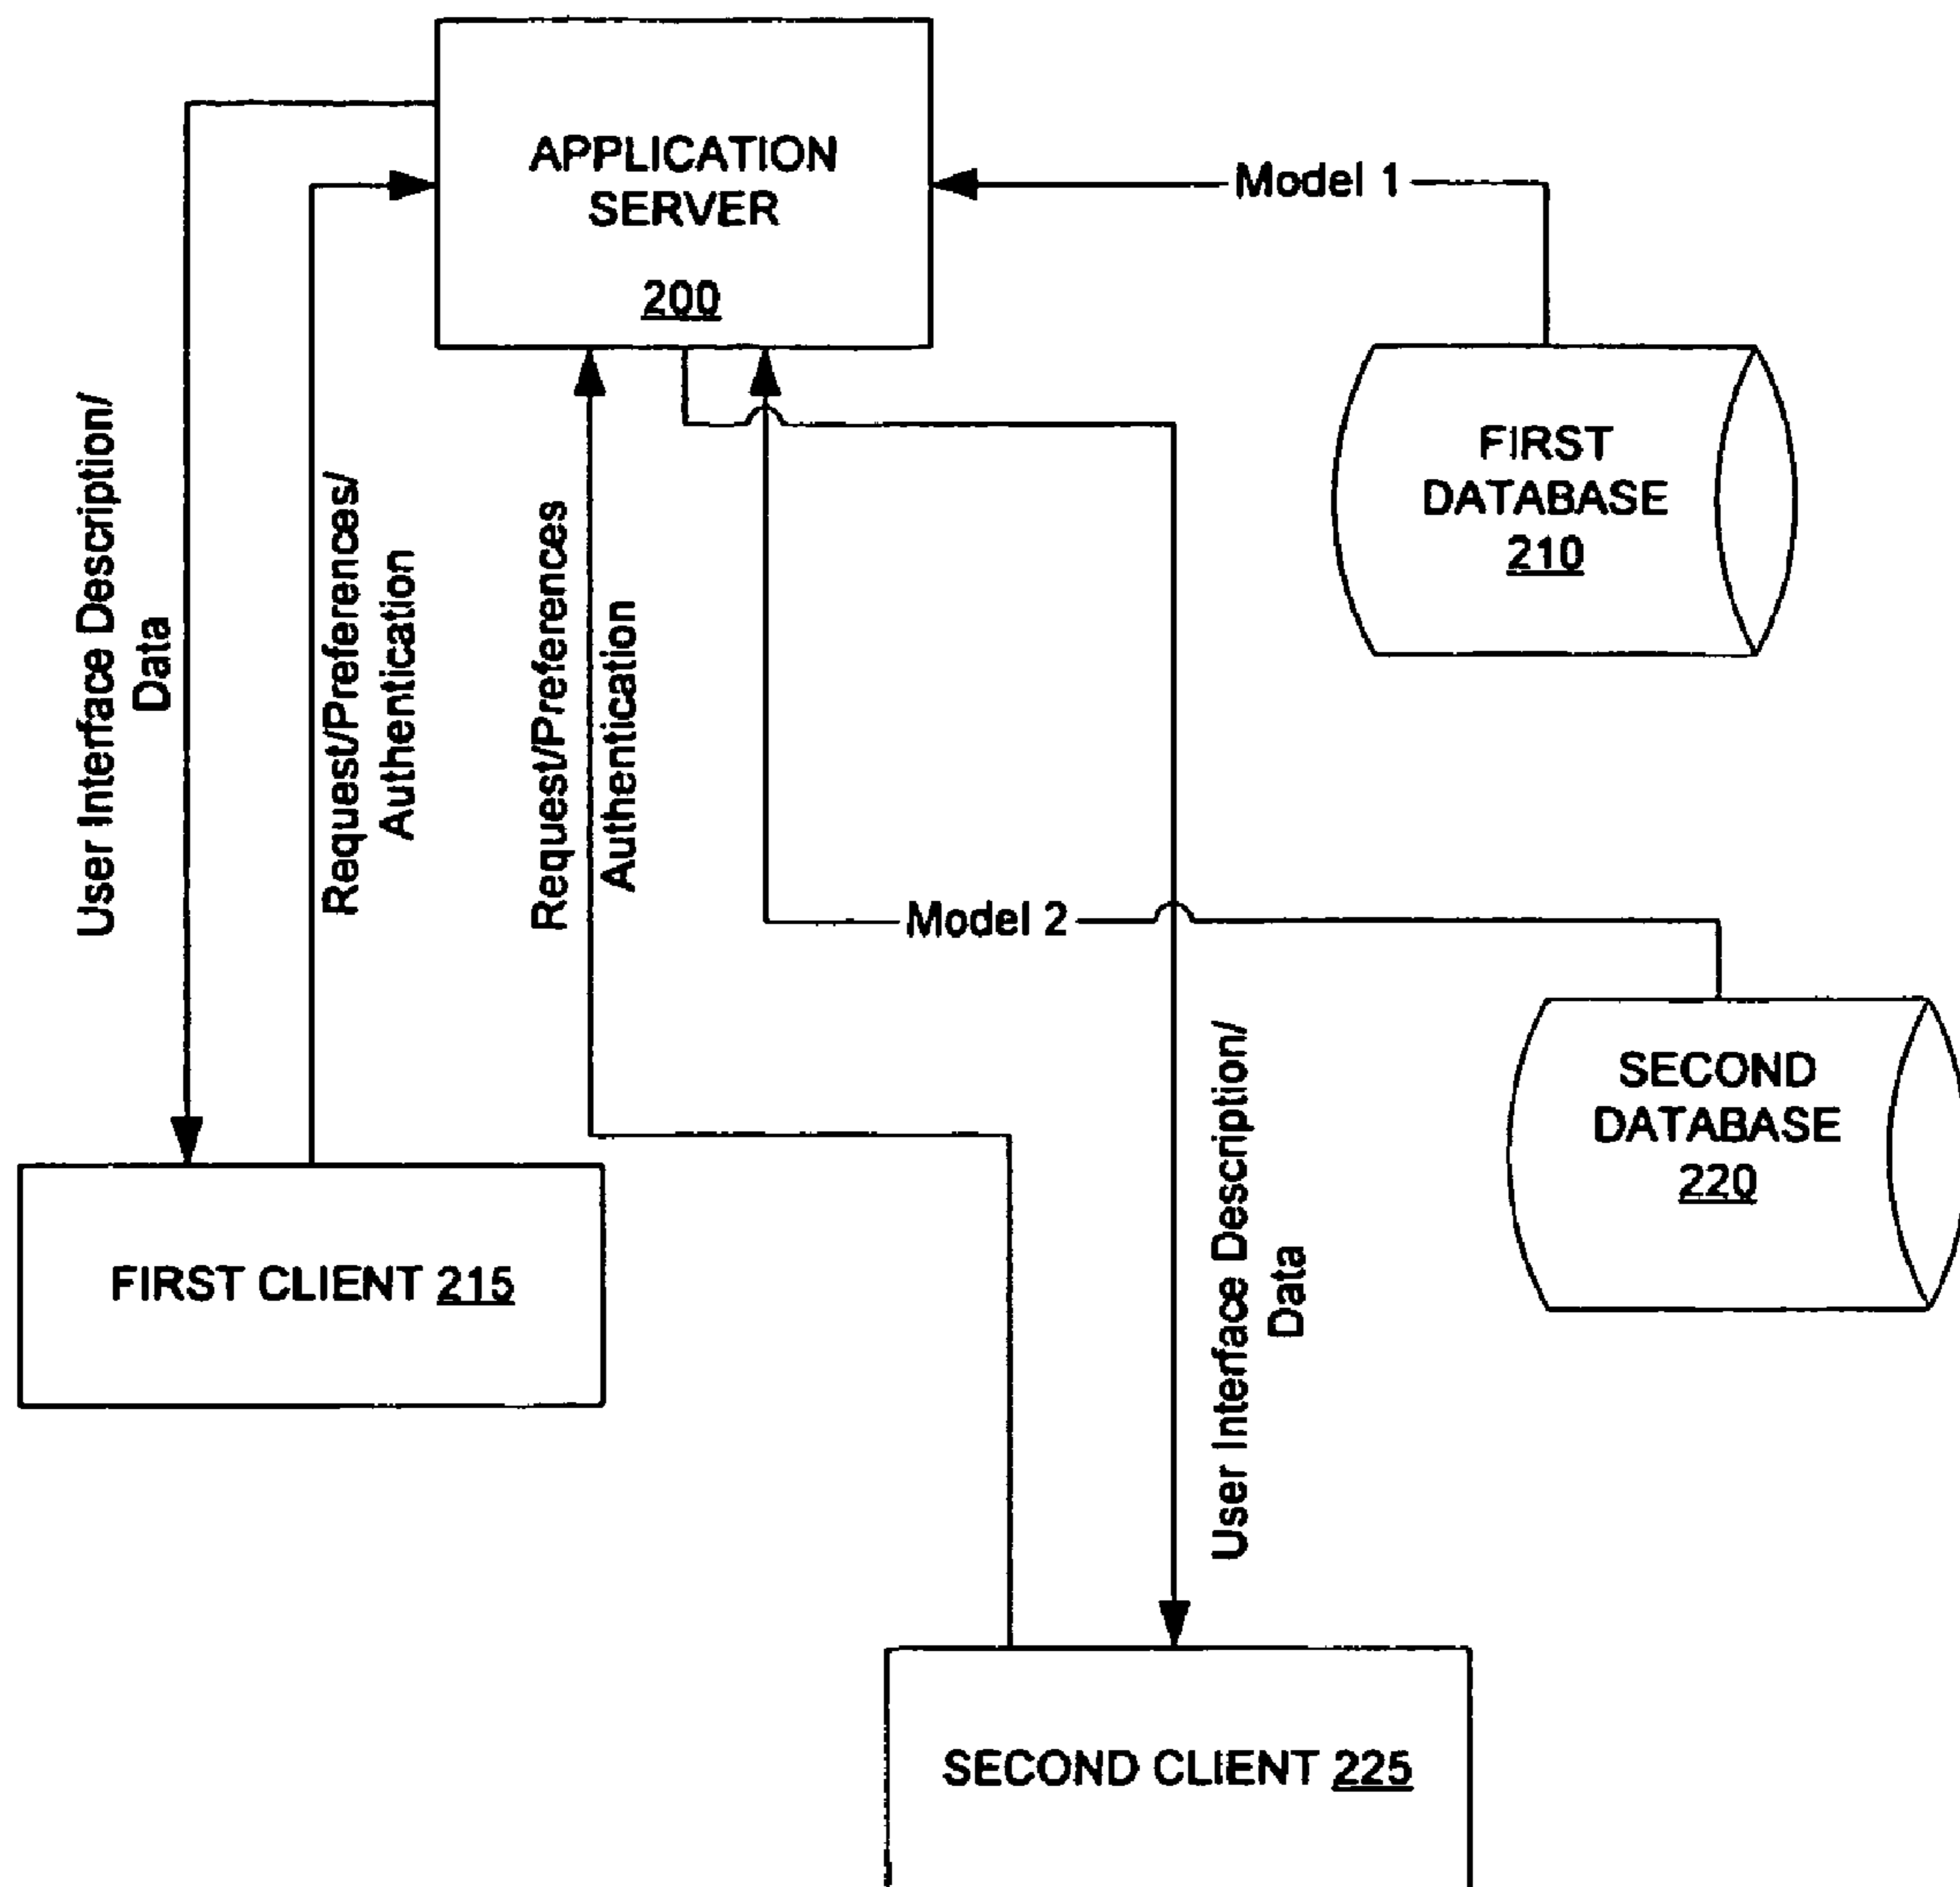 APPLICATION
SERVER
200
Model 1
FIRST
DATABASE
210
User Interface Description/
Data
Request/Preferences/
Authentication
Request/Preferences
Authentication
Model 2
SECOND
DATABASE
220
User Interface Description/
Data
FIRST CLIENT 215
SECOND CLIENT 225